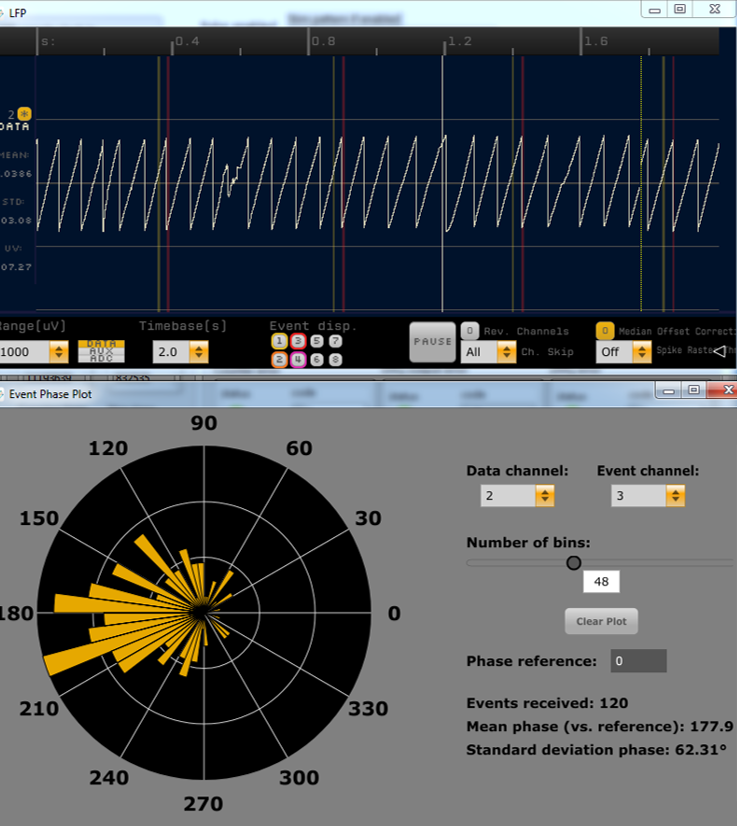 LFP
s: 0.4 0.8 1.2 1.6
2
DATA
MEAN:
.0386
STD:
03.08
UV:
07.27
Range[uV] Timebase[s] Event disp.
1000 DATA AUX ADC 2.0 1 3 5 7 2 4 6 8
PAUSE
0 Rev. Channels
All Ch. Skip
0 Median Offset Correcti
Off Spike Raster Th
Event Phase Plot
90
120 60
150 30
180 0
210 330
240 300
270
Data channel: Event channel:
2 3
Number of bins:
48
Clear Plot
Phase reference: 0
Events received: 120
Mean phase (vs. reference): 177.9
Standard deviation phase: 62.31°